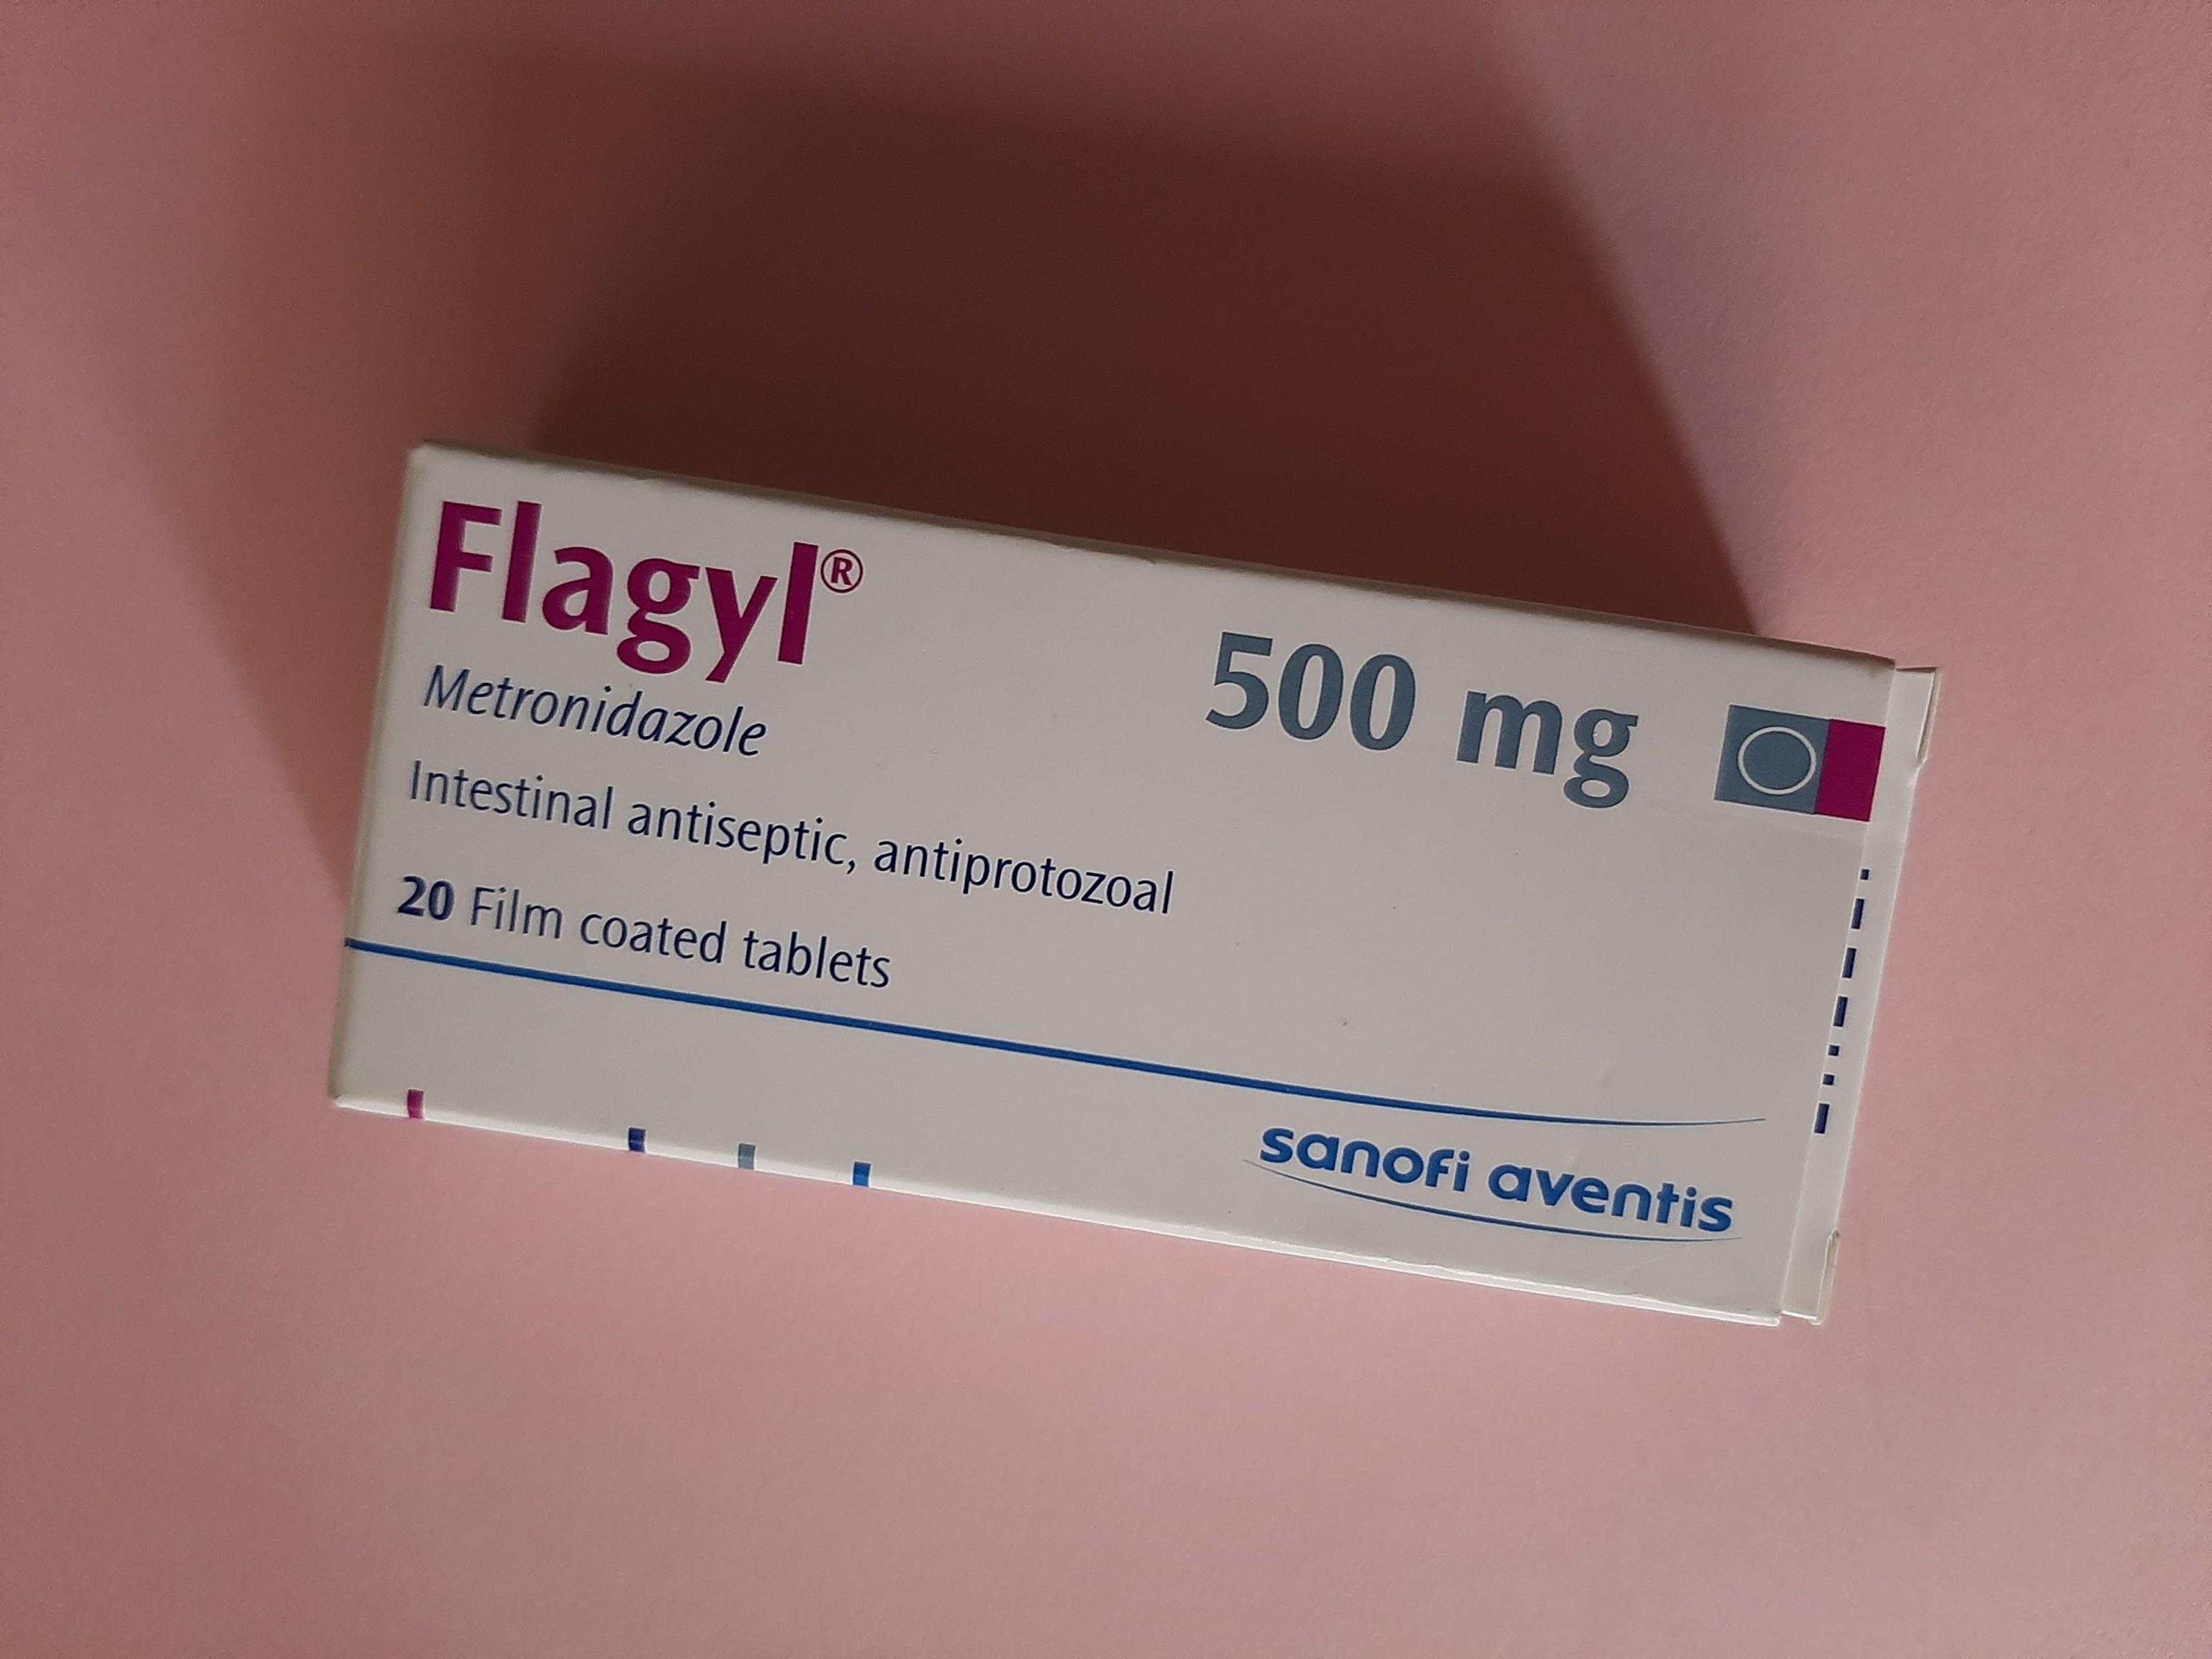 Flagyl®
500 mg
Metronidazole
Intestinal antiseptic, antiprotozoal
20 Film coated tablets
sanofi aventis